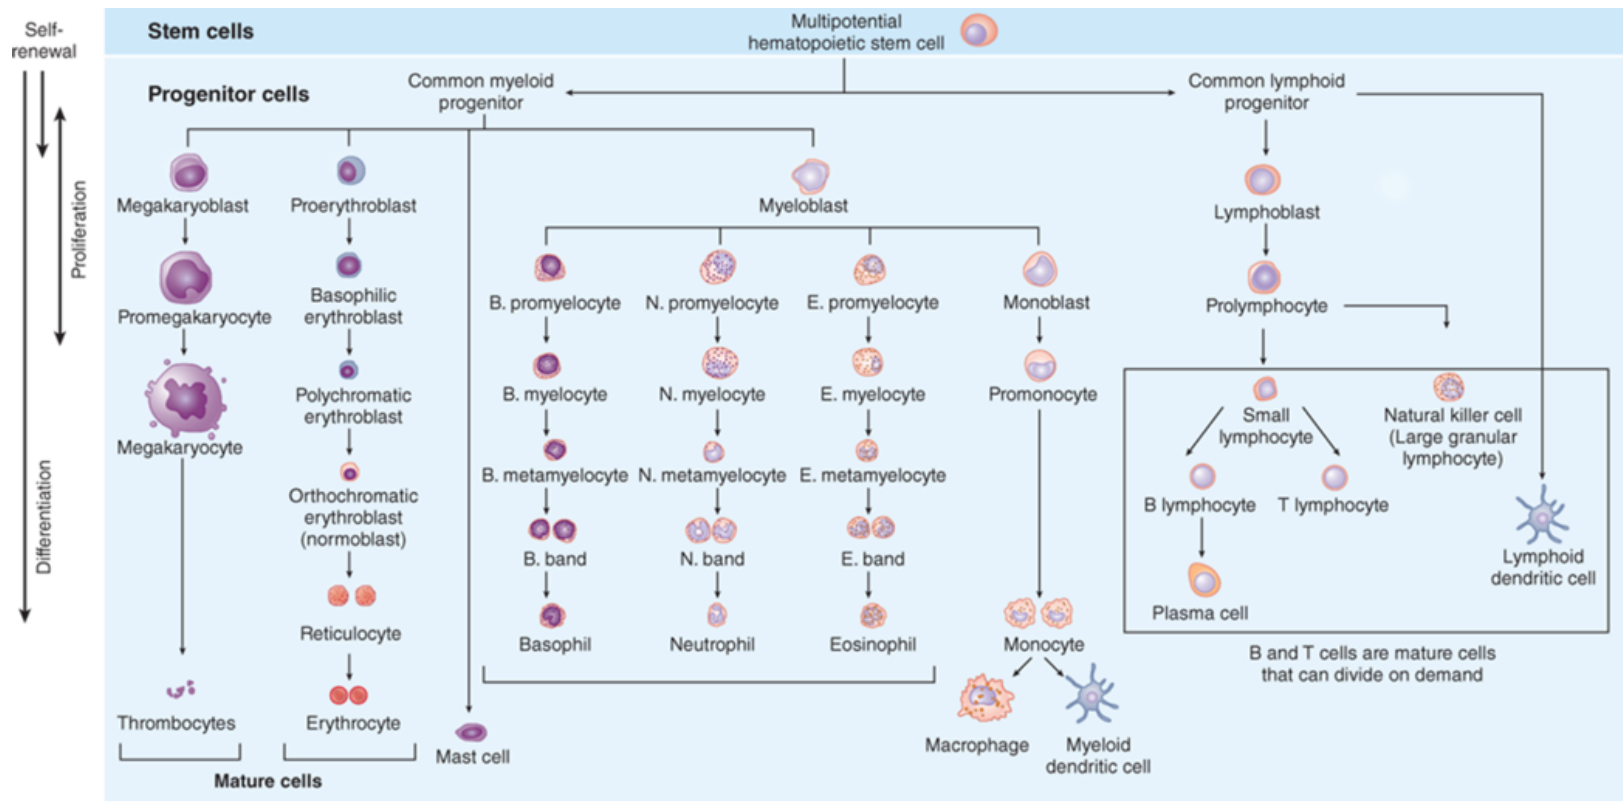 Self-
renewal
Proliferation
Differentiation
Stem cells
Multipotential
hematopoietic stem cell
Progenitor cells
Common myeloid
progenitor
Common lymphoid
progenitor
Megakaryoblast
Promegakaryocyte
Megakaryocyte
Thrombocytes
Proerythroblast
Basophilic
erythroblast
Polychromatic
erythroblast
Orthochromatic
erythroblast
(normoblast)
Reticulocyte
Erythrocyte
Mature cells
Mast cell
Myeloblast
B. promyelocyte
B. myelocyte
B. metamyelocyte
B. band
Basophil
N. promyelocyte
N. myelocyte
N. metamyelocyte
N. band
Neutrophil
E. promyelocyte
E. myelocyte
E. metamyelocyte
E. band
Eosinophil
Monoblast
Promonocyte
Monocyte
Macrophage
Myeloid
dendritic cell
Lymphoblast
Prolymphocyte
Small
lymphocyte
Natural killer cell
(Large granular
lymphocyte)
B lymphocyte
T lymphocyte
Plasma cell
Lymphoid
dendritic cell
B and T cells are mature cells
that can divide on demand